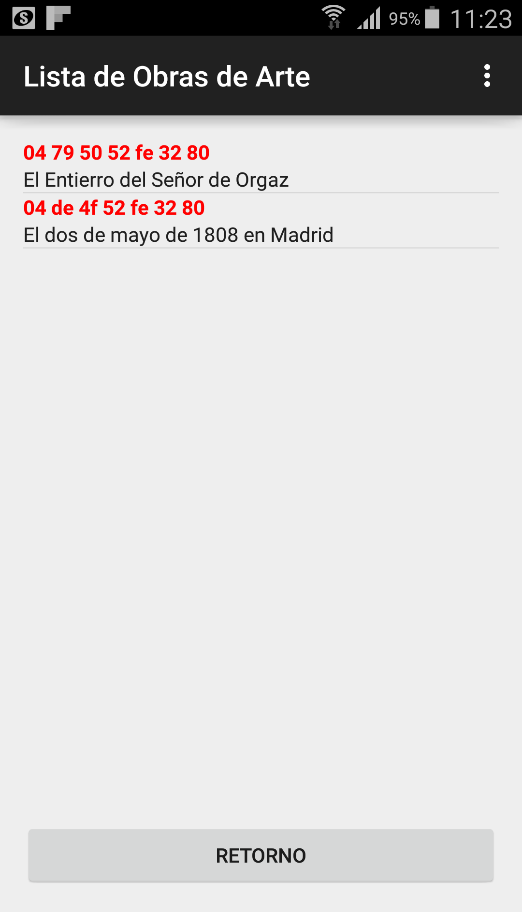 S
95% 11:23
Lista de Obras de Arte
04 79 50 52 fe 32 80
El Entierro del Señor de Orgaz
04 de 4f 52 fe 32 80
El dos de mayo de 1808 en Madrid
RETORNO